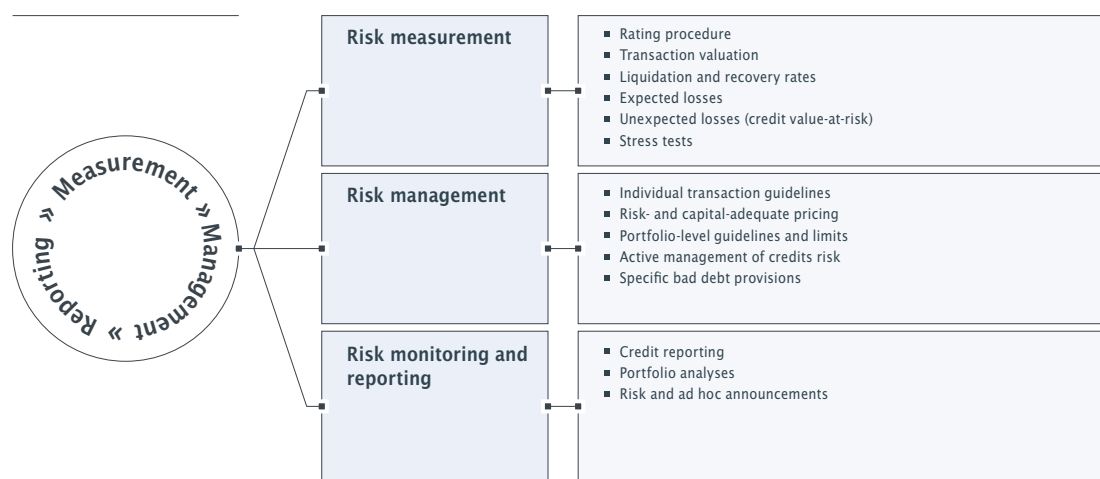 » Measurement » Management » Reporting
Risk measurement
▪ Rating procedure
▪ Transaction valuation
▪ Liquidation and recovery rates
▪ Expected losses
▪ Unexpected losses (credit value-at-risk)
▪ Stress tests
Risk management
▪ Individual transaction guidelines
▪ Risk- and capital-adequate pricing
▪ Portfolio-level guidelines and limits
▪ Active management of credits risk
▪ Specific bad debt provisions
Risk monitoring and
reporting
▪ Credit reporting
▪ Portfolio analyses
▪ Risk and ad hoc announcements